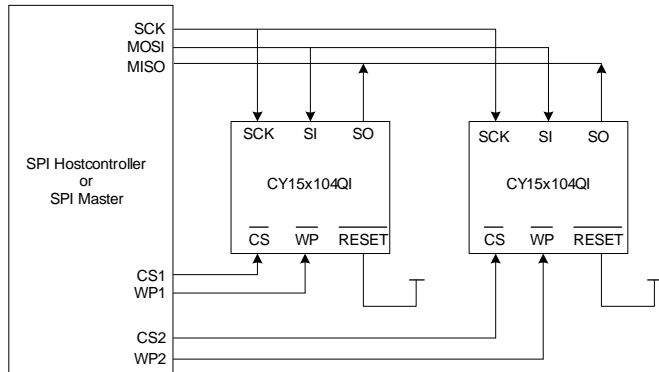 SCK
MOSI
MISO
SPI Hostcontroller
or
SPI Master
CS1
WP1
CS2
WP2
SCK SI SO
CY15x104QI
CS WP RESET
SCK SI SO
CY15x104QI
CS WP RESET